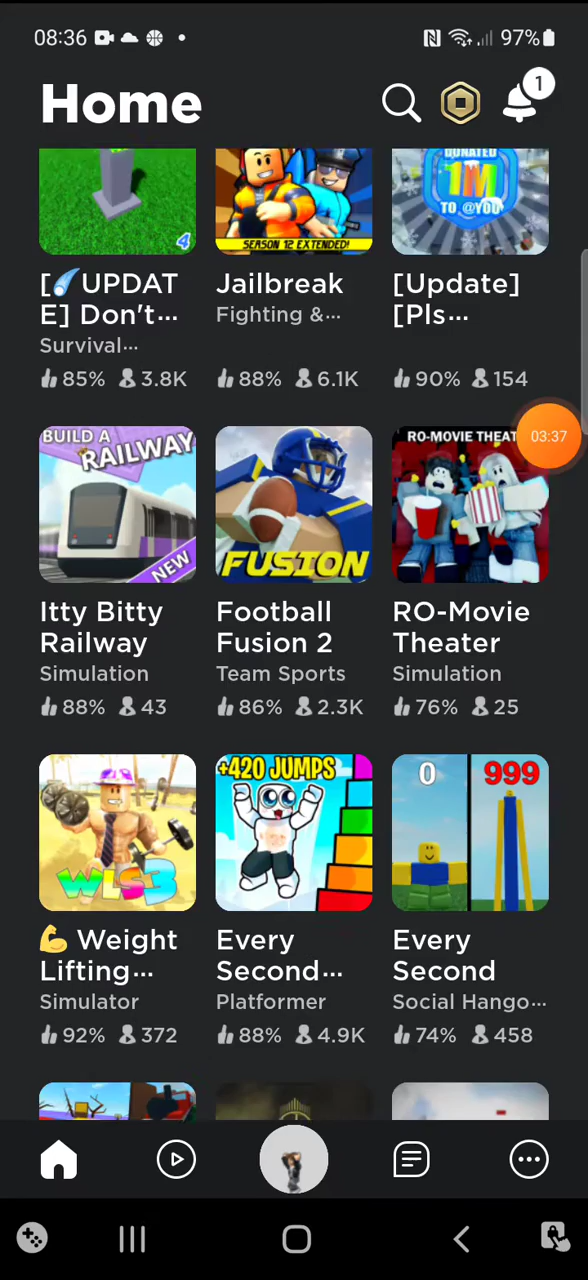 08:36
97%
Home
1
DONATED
1M
TO @YOU
SEASON 12 EXTENDED!
4
[☄️UPDAT
E] Don't...
Survival...
85% 3.8K
Jailbreak
Fighting &...
88% 6.1K
[Update]
[Pls...
90% 154
03:37
BUILD A
RAILWAY
NEW
FUSION
RO-MOVIE THEAT
Itty Bitty
Railway
Simulation
88% 43
Football
Fusion 2
Team Sports
86% 2.3K
RO-Movie
Theater
Simulation
76% 25
WLS3
+420 JUMPS
0
999
💪 Weight
Lifting...
Simulator
92% 372
Every
Second...
Platformer
88% 4.9K
Every
Second
Social Hango...
74% 458